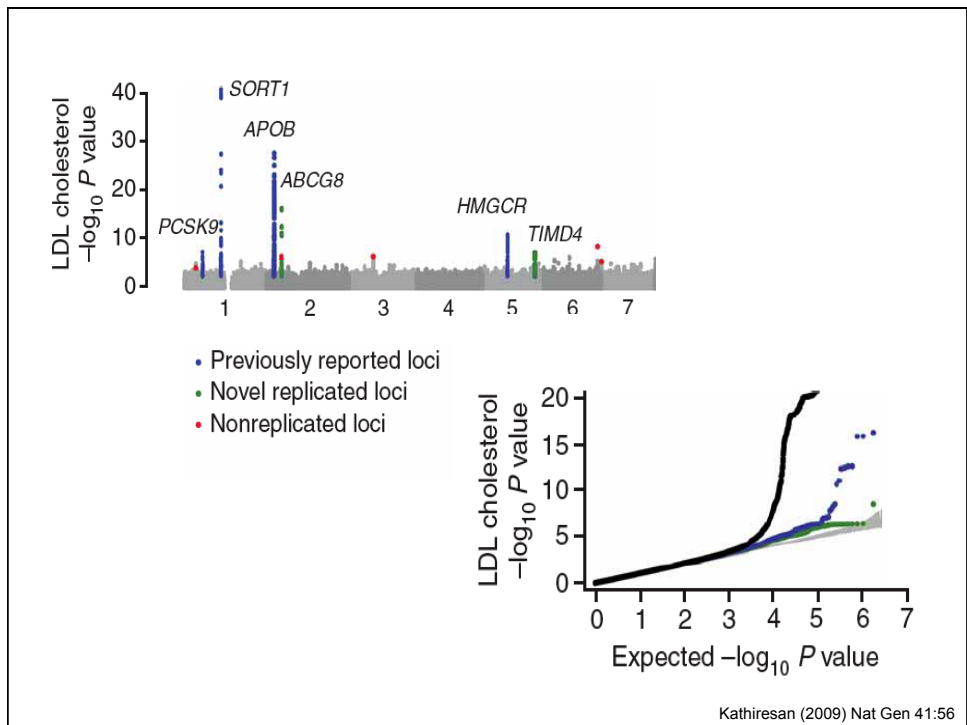 LDL cholesterol
–log10 P value
40
30
20
10
0
SORT1
APOB
ABCG8
PCSK9
HMGCR
TIMD4
1 2 3 4 5 6 7
• Previously reported loci
• Novel replicated loci
• Nonreplicated loci
LDL cholesterol
–log10 P value
20
15
10
5
0
0 1 2 3 4 5 6 7
Expected –log10 P value
Kathiresan (2009) Nat Gen 41:56